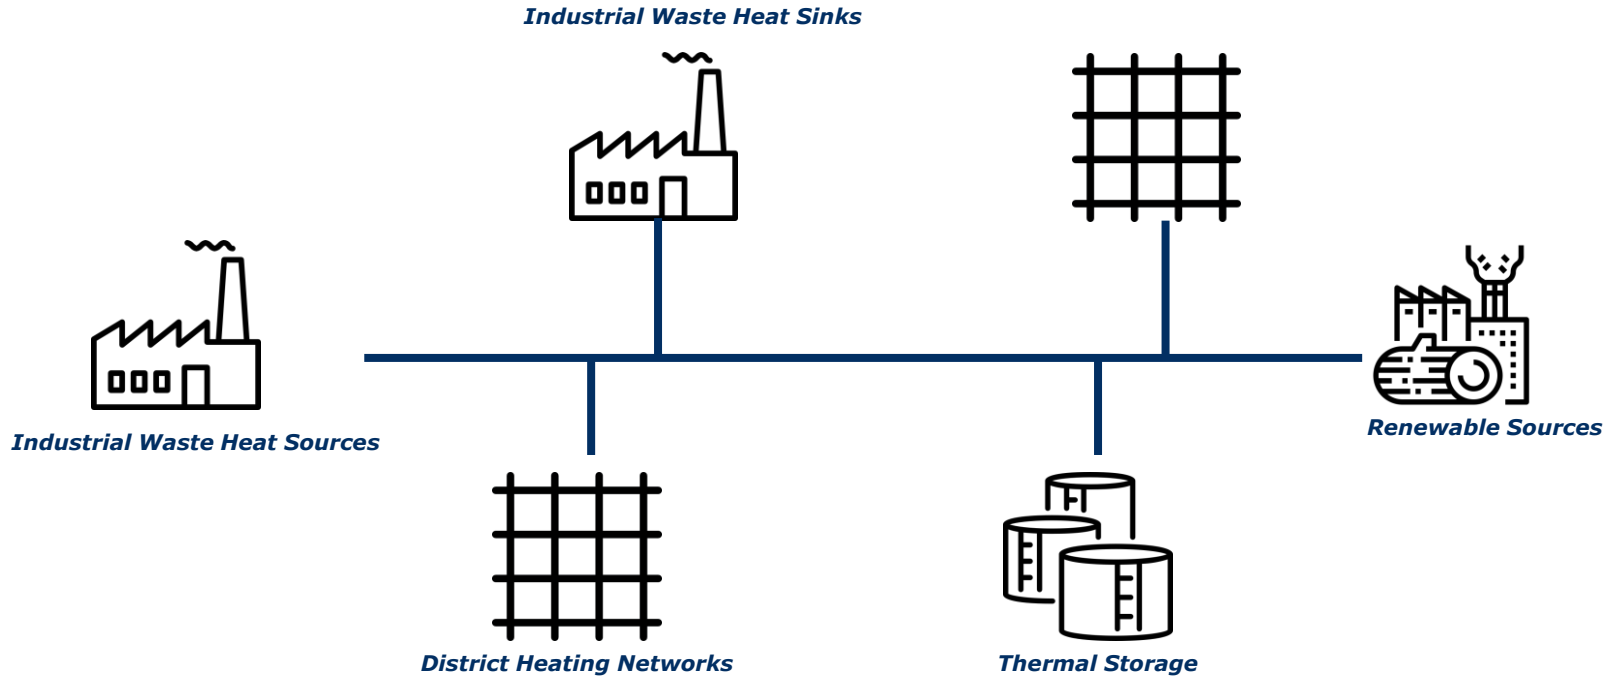 Industrial Waste Heat Sinks
Industrial Waste Heat Sources
Renewable Sources
District Heating Networks
Thermal Storage